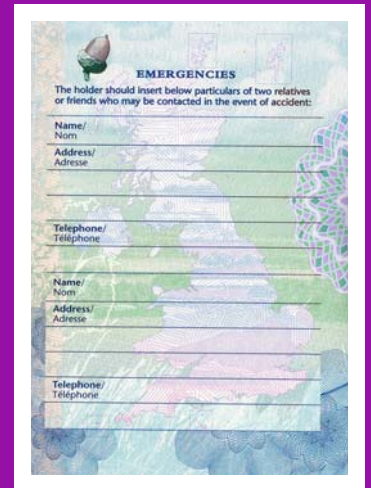 EMERGENCIES
The holder should insert below particulars of two relatives
or friends who may be contacted in the event of accident:
Name/
Nom
Address/
Adresse
Telephone/
Téléphone
Name/
Nom
Address/
Adresse
Telephone/
Téléphone